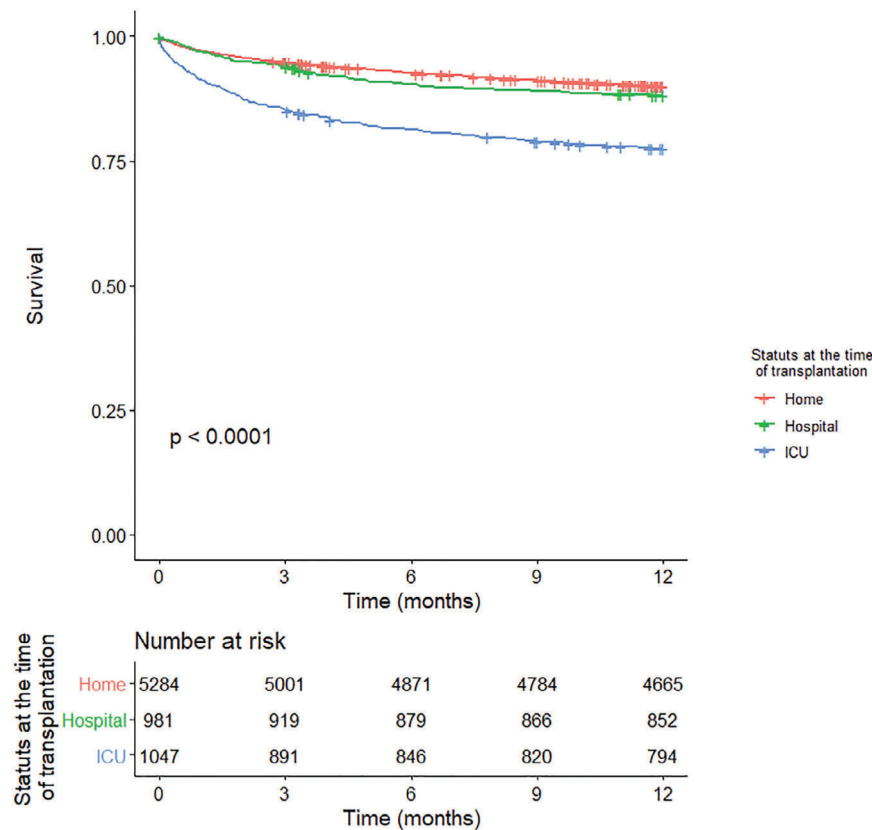 1.00
0.75
0.50
0.25
0.00
Survival
p < 0.0001
0 3 6 9 12
Time (months)
Statuts at the time
of transplantation
Home
Hospital
ICU
Number at risk
Statuts at the time
of transplantation
Home 5284 5001 4871 4784 4665
Hospital 981 919 879 866 852
ICU 1047 891 846 820 794
0 3 6 9 12
Time (months)